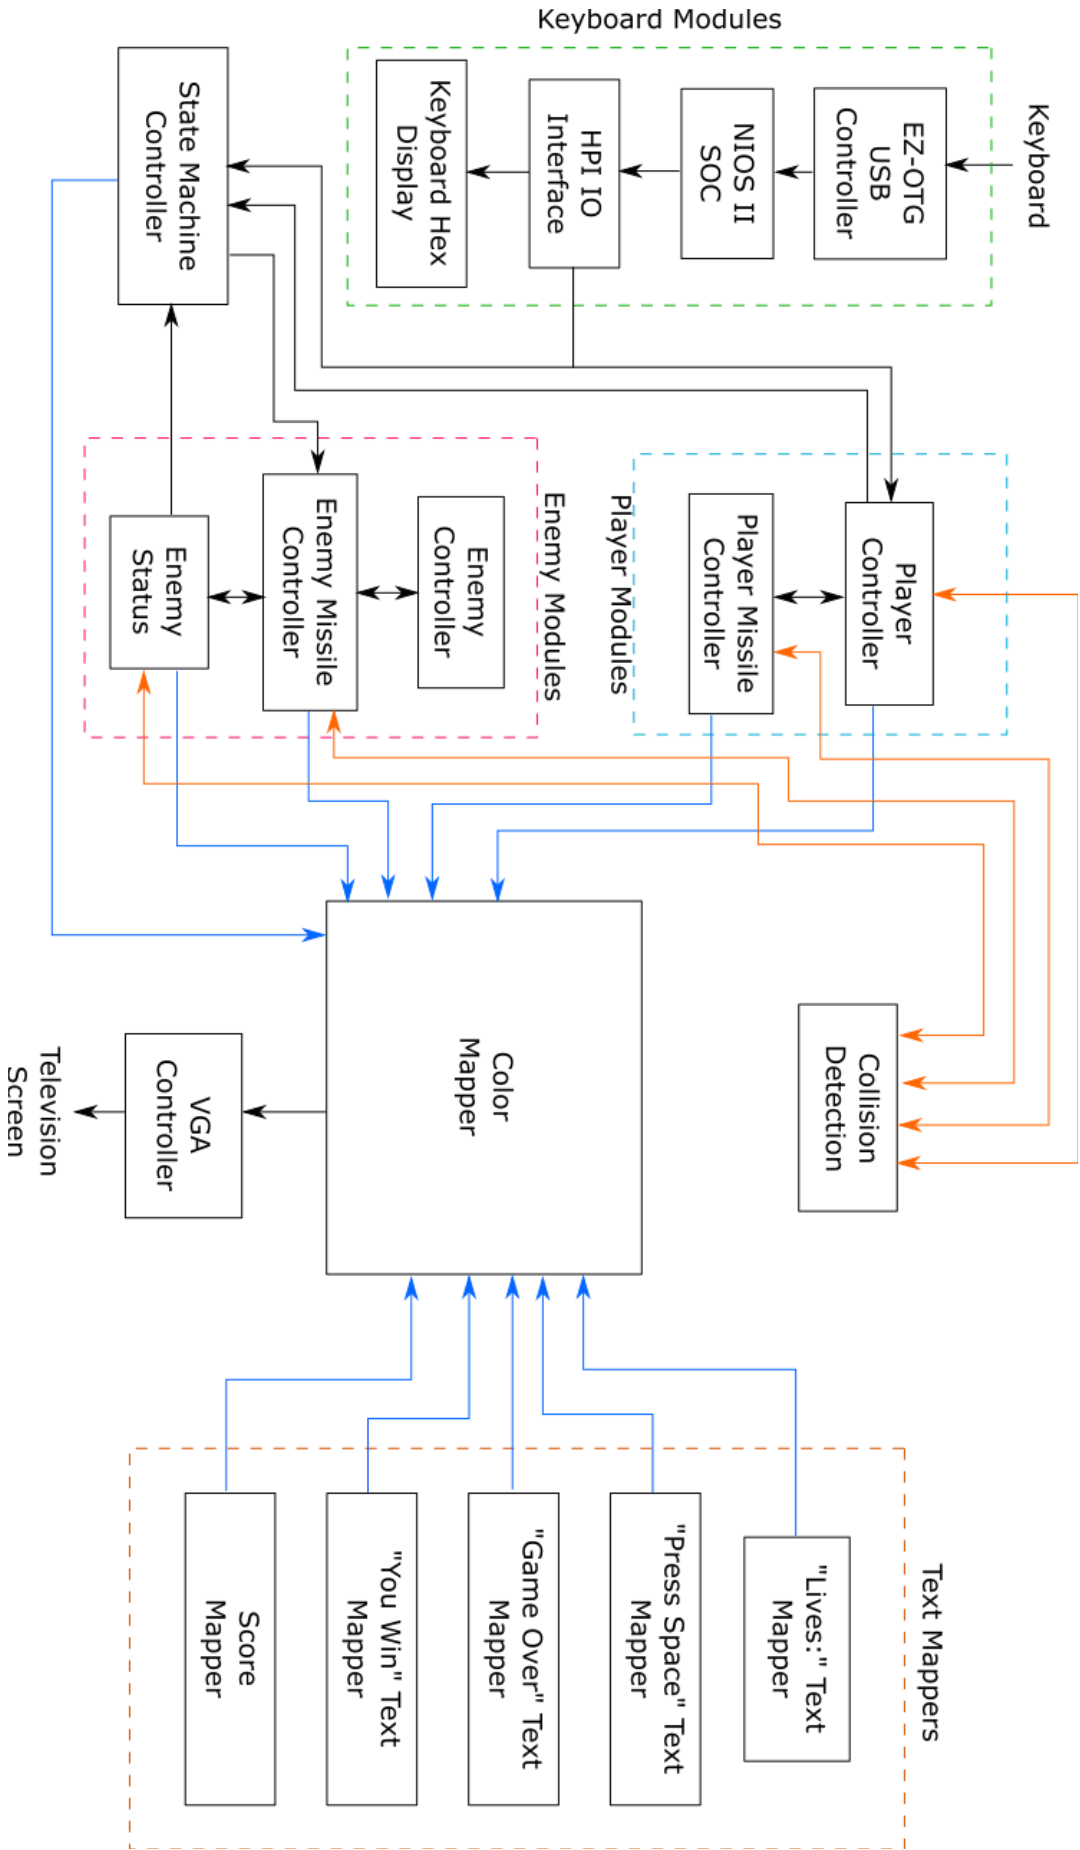 Keyboard Modules
Keyboard
EZ-OTG
USB
Controller
NIOS II
SOC
HPI IO
Interface
Keyboard Hex
Display
State Machine
Controller
Player Modules
Player
Controller
Player Missile
Controller
Enemy Modules
Enemy
Controller
Enemy Missile
Controller
Enemy
Status
Collision
Detection
Color
Mapper
VGA
Controller
Television
Screen
Text Mappers
"Lives:" Text
Mapper
"Press Space" Text
Mapper
"Game Over" Text
Mapper
"You Win" Text
Mapper
Score
Mapper